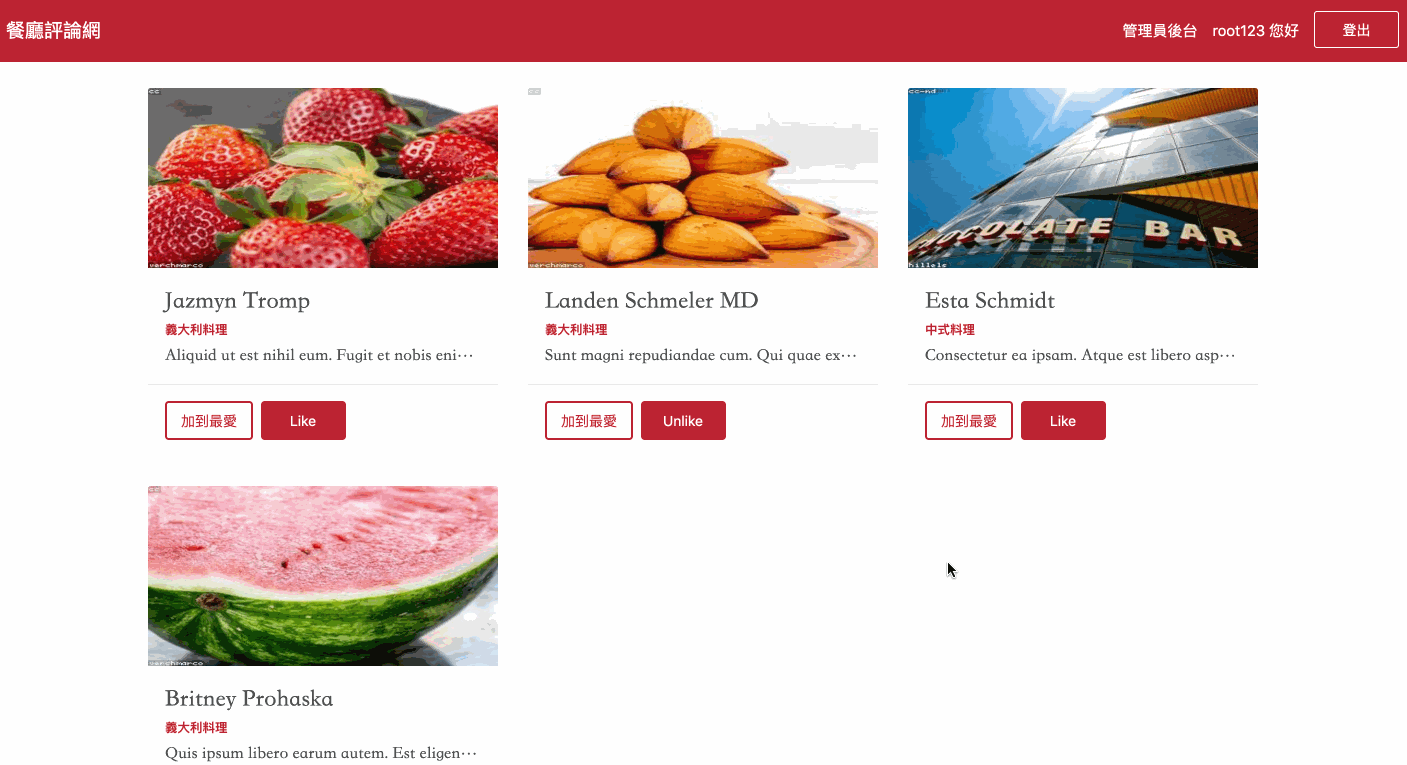 餐廳評論網
管理員後台 root123 您好 登出
cc
cc
cc-nd
verchmarco
verchmarco
CHOCOLATE BAR
hillels
Jazmyn Tromp
義大利料理
Aliquid ut est nihil eum. Fugit et nobis eni…
加到最愛 Like
Landen Schmeler MD
義大利料理
Sunt magni repudiandae cum. Qui quae ex…
加到最愛 Unlike
Esta Schmidt
中式料理
Consectetur ea ipsam. Atque est libero asp…
加到最愛 Like
cc
verchmarco
Britney Prohaska
義大利料理
Quis ipsum libero earum autem. Est eligen…